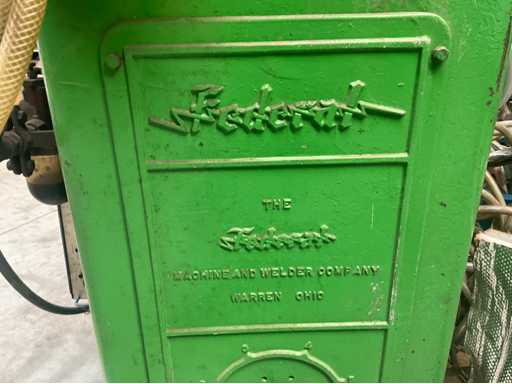 Federal
THE
Federal
MACHINE AND WELDER COMPANY
WARREN OHIO